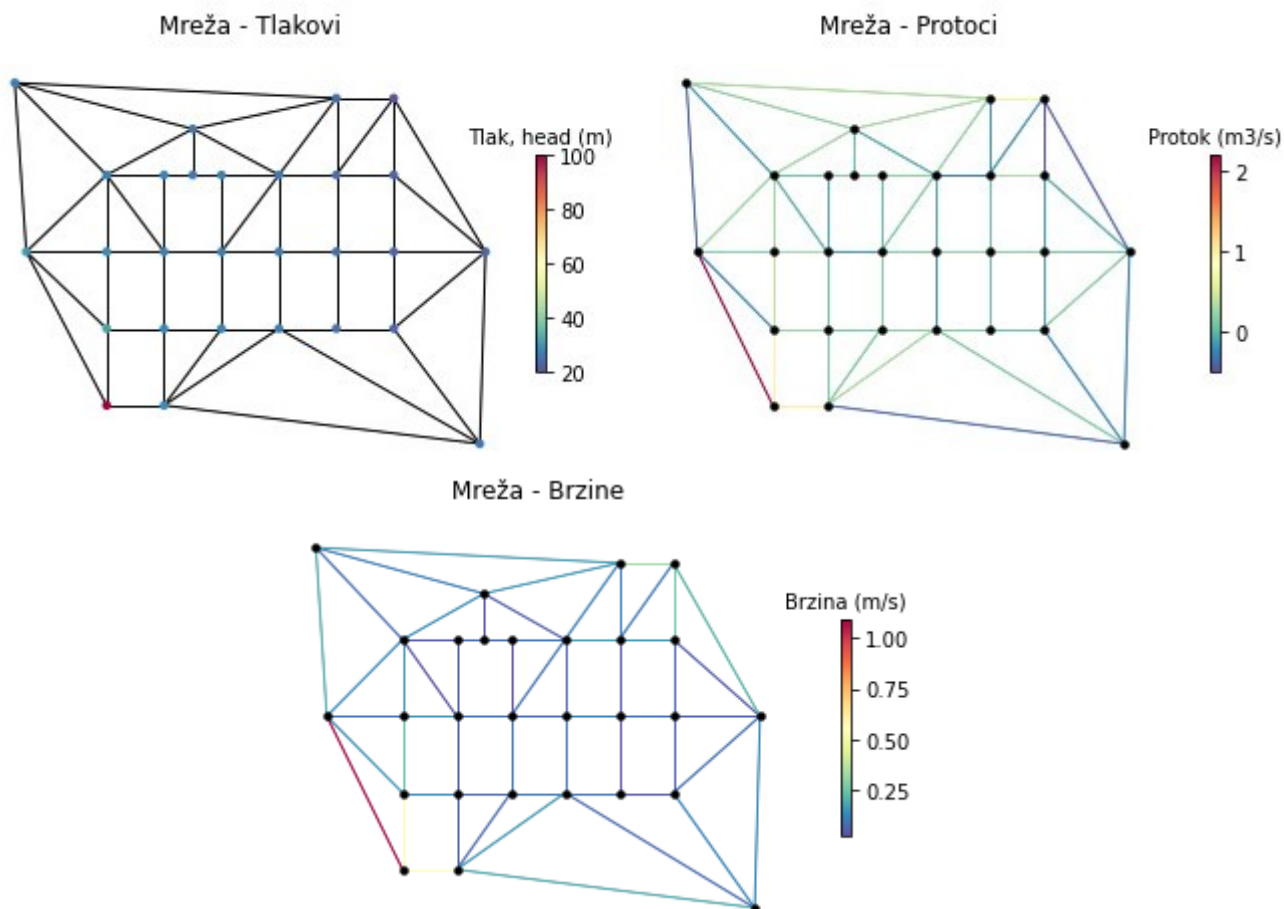 Mreža - Tlakovi
Tlak, head (m)
100
80
60
40
20
Mreža - Protoci
Protok (m3/s)
2
1
0
Mreža - Brzine
Brzina (m/s)
1.00
0.75
0.50
0.25